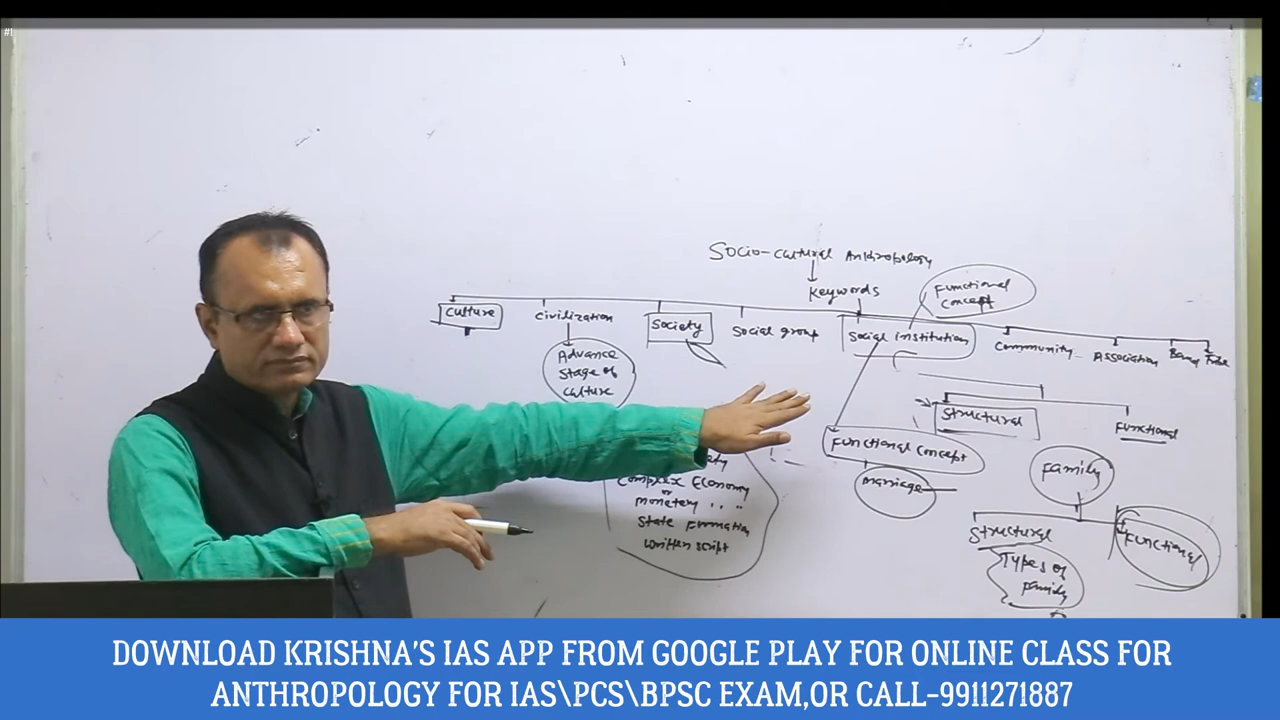 #1
Socio-cultural Anthropology
Keywords
Functional
concept
Culture
civilization
Society
Social group
Social institution
Community
Association
Band
Tribe
Advance
Stage of
culture
Structural
Functional
Functional concept
marriage
Family
Complex Economy
or
monetery " "
State Formation
written script
Structural
Functional
Types of
Family
DOWNLOAD KRISHNA'S IAS APP FROM GOOGLE PLAY FOR ONLINE CLASS FOR
ANTHROPOLOGY FOR IAS\PCS\BPSC EXAM,OR CALL-9911271887